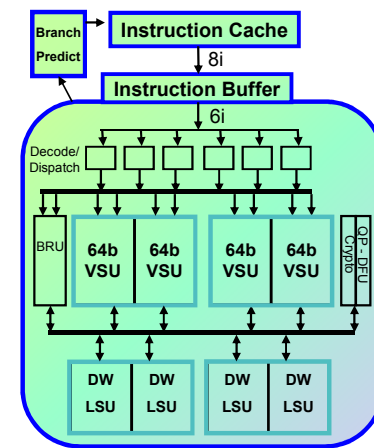 Branch
Predict
Instruction Cache
8i
Instruction Buffer
6i
Decode/
Dispatch
BRU
64b
VSU
64b
VSU
64b
VSU
64b
VSU
QP - DFU
Crypto
DW
LSU
DW
LSU
DW
LSU
DW
LSU